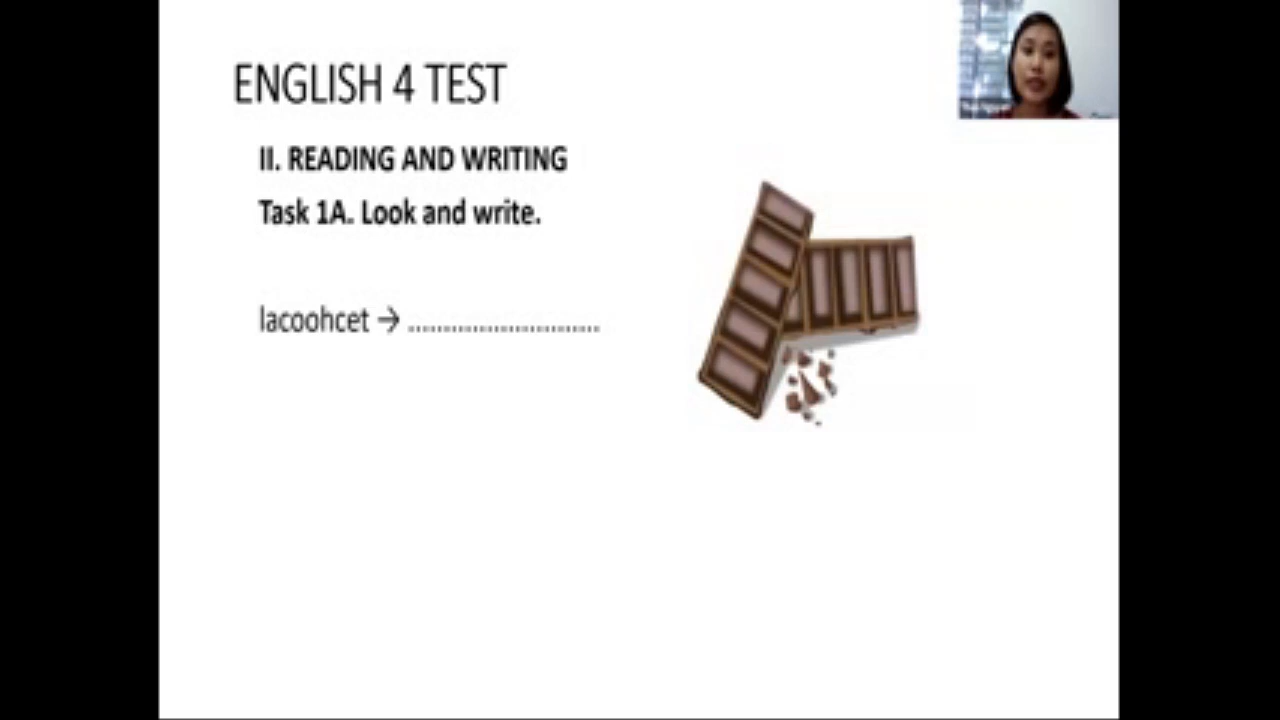 ENGLISH 4 TEST
II. READING AND WRITING
Task 1A. Look and write.
lacoohcet → ...........................